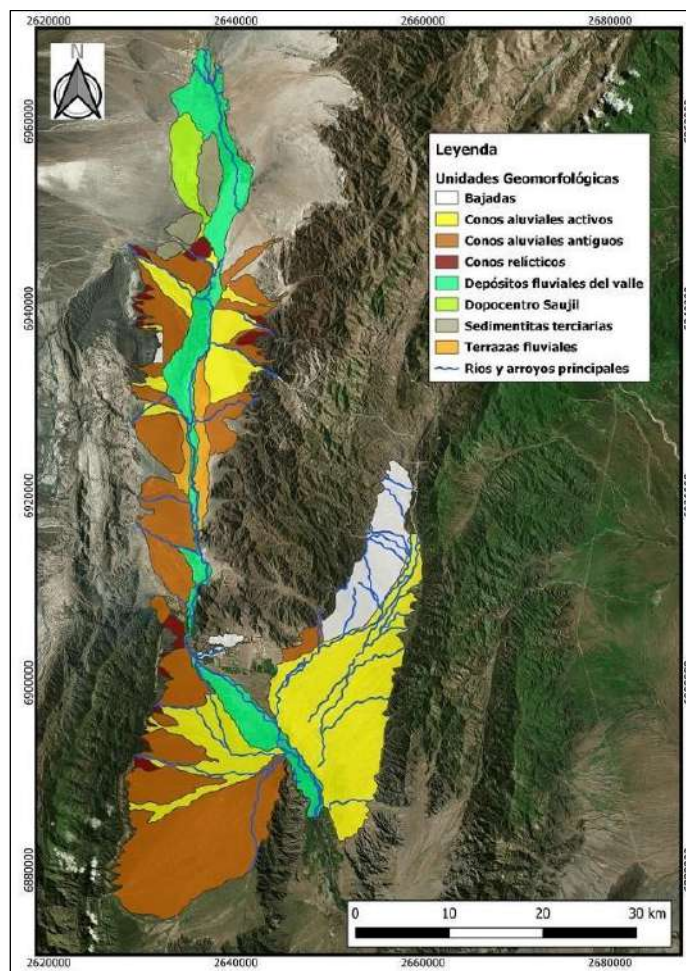 2620000 2640000 2660000 2680000
N
6960000
6940000
6920000
6900000
6880000
Leyenda
Unidades Geomorfológicas
Bajadas
Conos aluviales activos
Conos aluviales antíguos
Conos relícticos
Depósitos fluviales del valle
Dopocentro Saujil
Sedimentitas terciarias
Terrazas fluviales
Ríos y arroyos principales
0 10 20 30 km
2620000 2640000 2660000 2680000